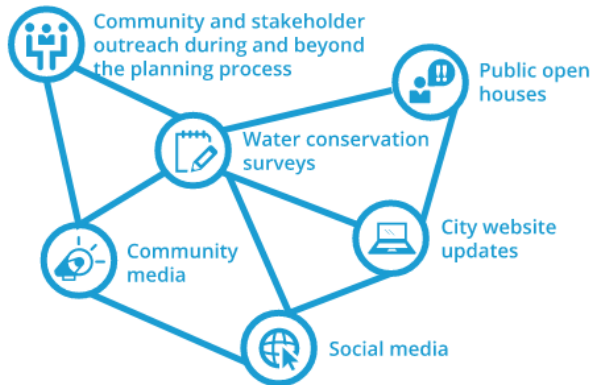 Community and stakeholder
outreach during and beyond
the planning process
Public open
houses
Water conservation
surveys
City website
updates
Community
media
Social media